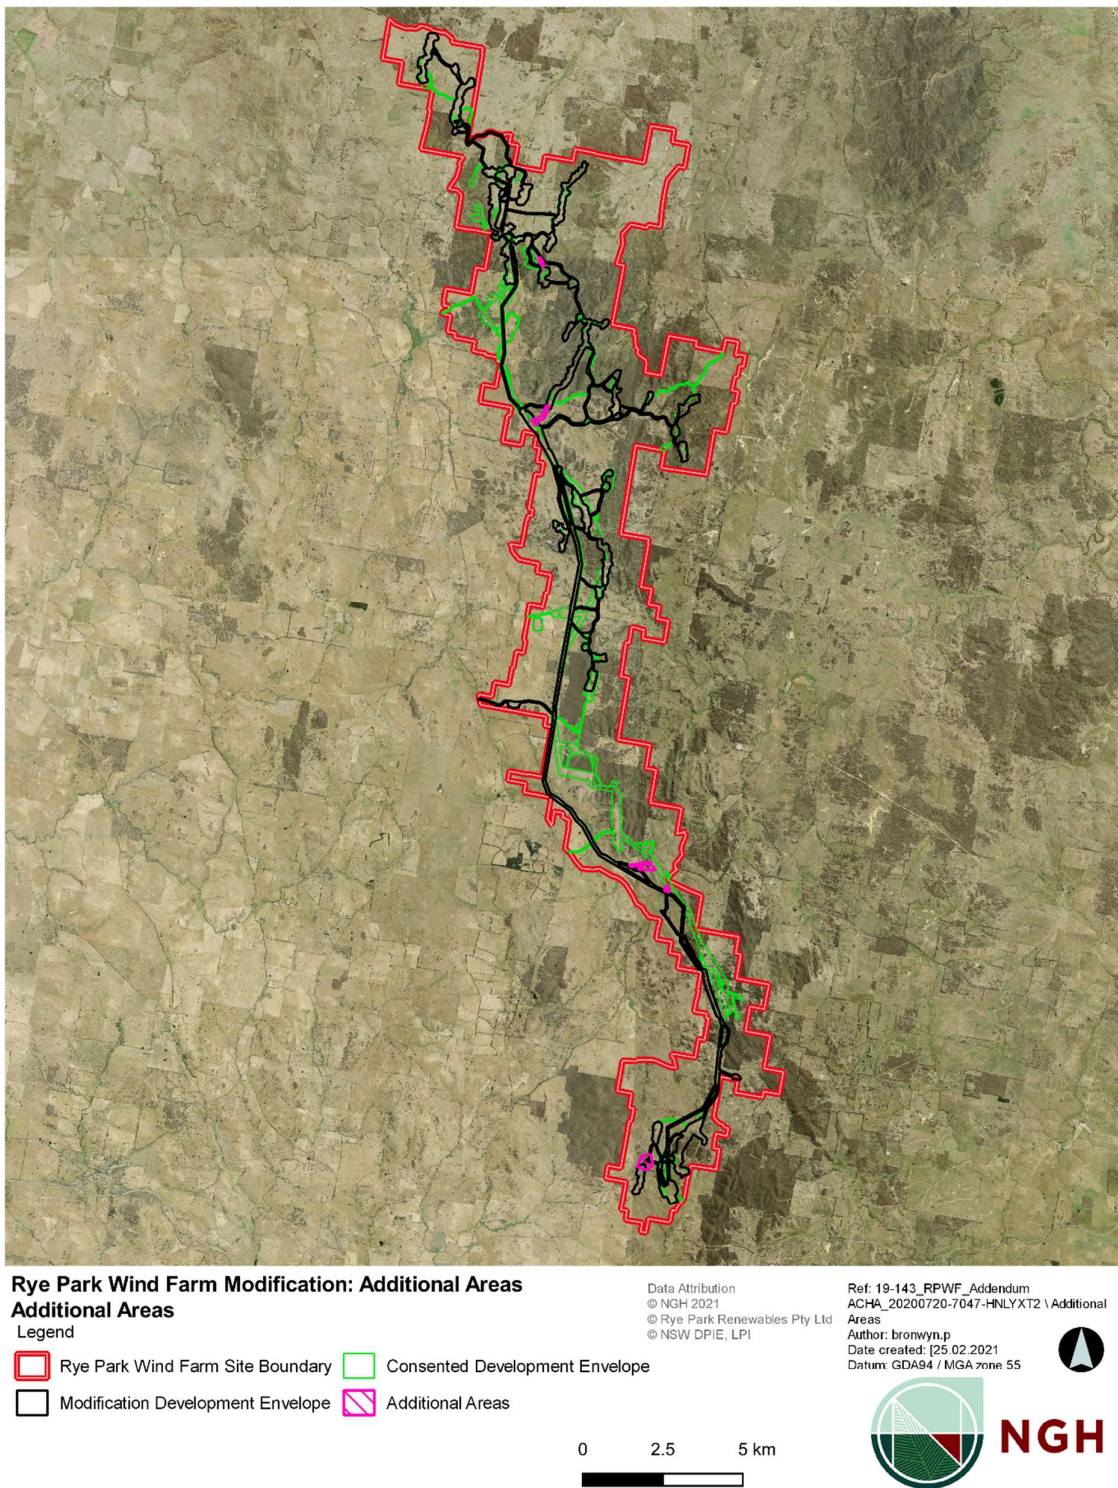 Rye Park Wind Farm Modification: Additional Areas
Additional Areas
Legend
Rye Park Wind Farm Site Boundary
Consented Development Envelope
Modification Development Envelope
Additional Areas
Data Attribution
© NGH 2021
© Rye Park Renewables Pty Ltd
© NSW DPIE, LPI
Ref: 19-143_RPWF_Addendum
ACHA_20200720-7047-HNLYXT2 \ Additional
Areas
Author: bronwyn.p
Date created: [25.02.2021
Datum: GDA94 / MGA zone 55
0 2.5 5 km
NGH